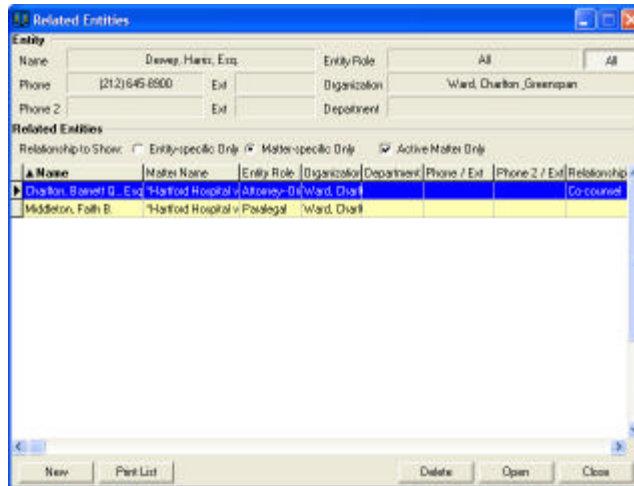 Related Entities
Entity
Name Dewey, Harris, Esq. Entity Role All All
Phone (212) 645-8900 Ext Organization Ward, Charlton, Greenspan
Phone 2 Ext Department
Related Entities
Relationship to Show: Entity-specific Only Matter-specific Only Active Matter Only
▲ Name Matter Name Entity Role Organization Department Phone / Ext Phone 2 / Ext Relationship
Charlton, Barnett Q., Esq "Hartford Hospital v Attorney- Ward, Charl Co-counsel
Middleton, Faith B. "Hartford Hospital v Paralegal Ward, Charl
New Print List Delete Open Close